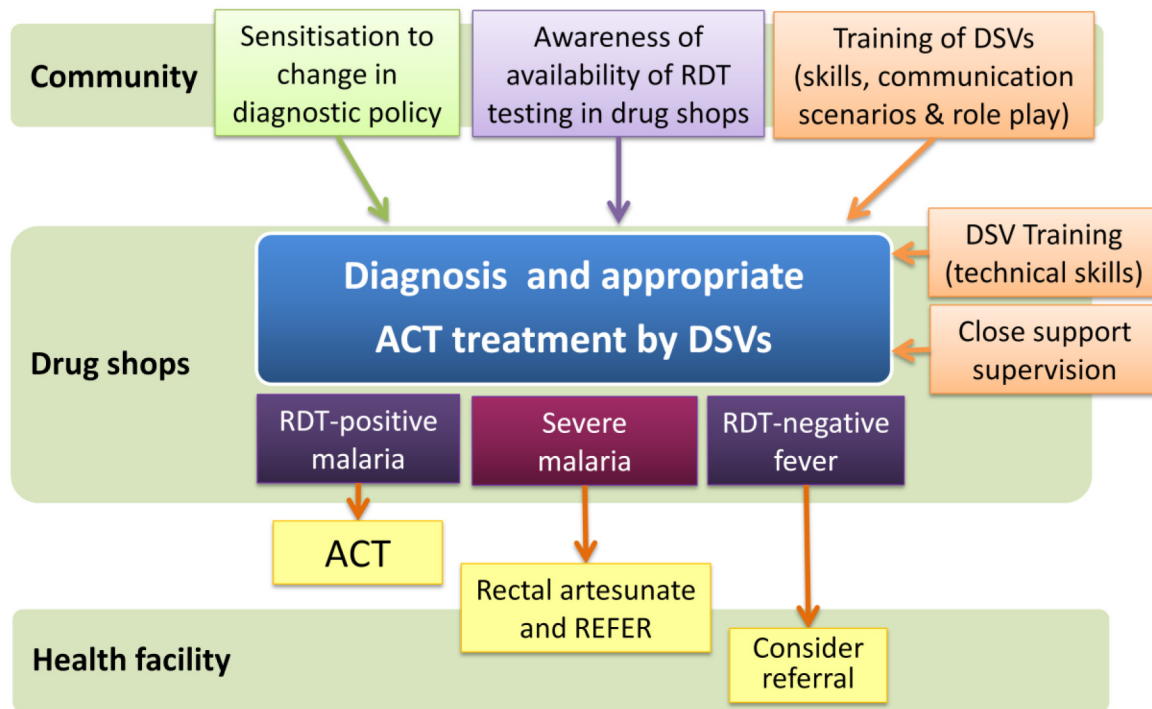 Community
Sensitisation to
change in
diagnostic policy
Awareness of
availability of RDT
testing in drug shops
Training of DSVs
(skills, communication
scenarios & role play)
Drug shops
Diagnosis and appropriate
ACT treatment by DSVs
DSV Training
(technical skills)
Close support
supervision
RDT-positive
malaria
Severe
malaria
RDT-negative
fever
ACT
Rectal artesunate
and REFER
Health facility
Consider
referral